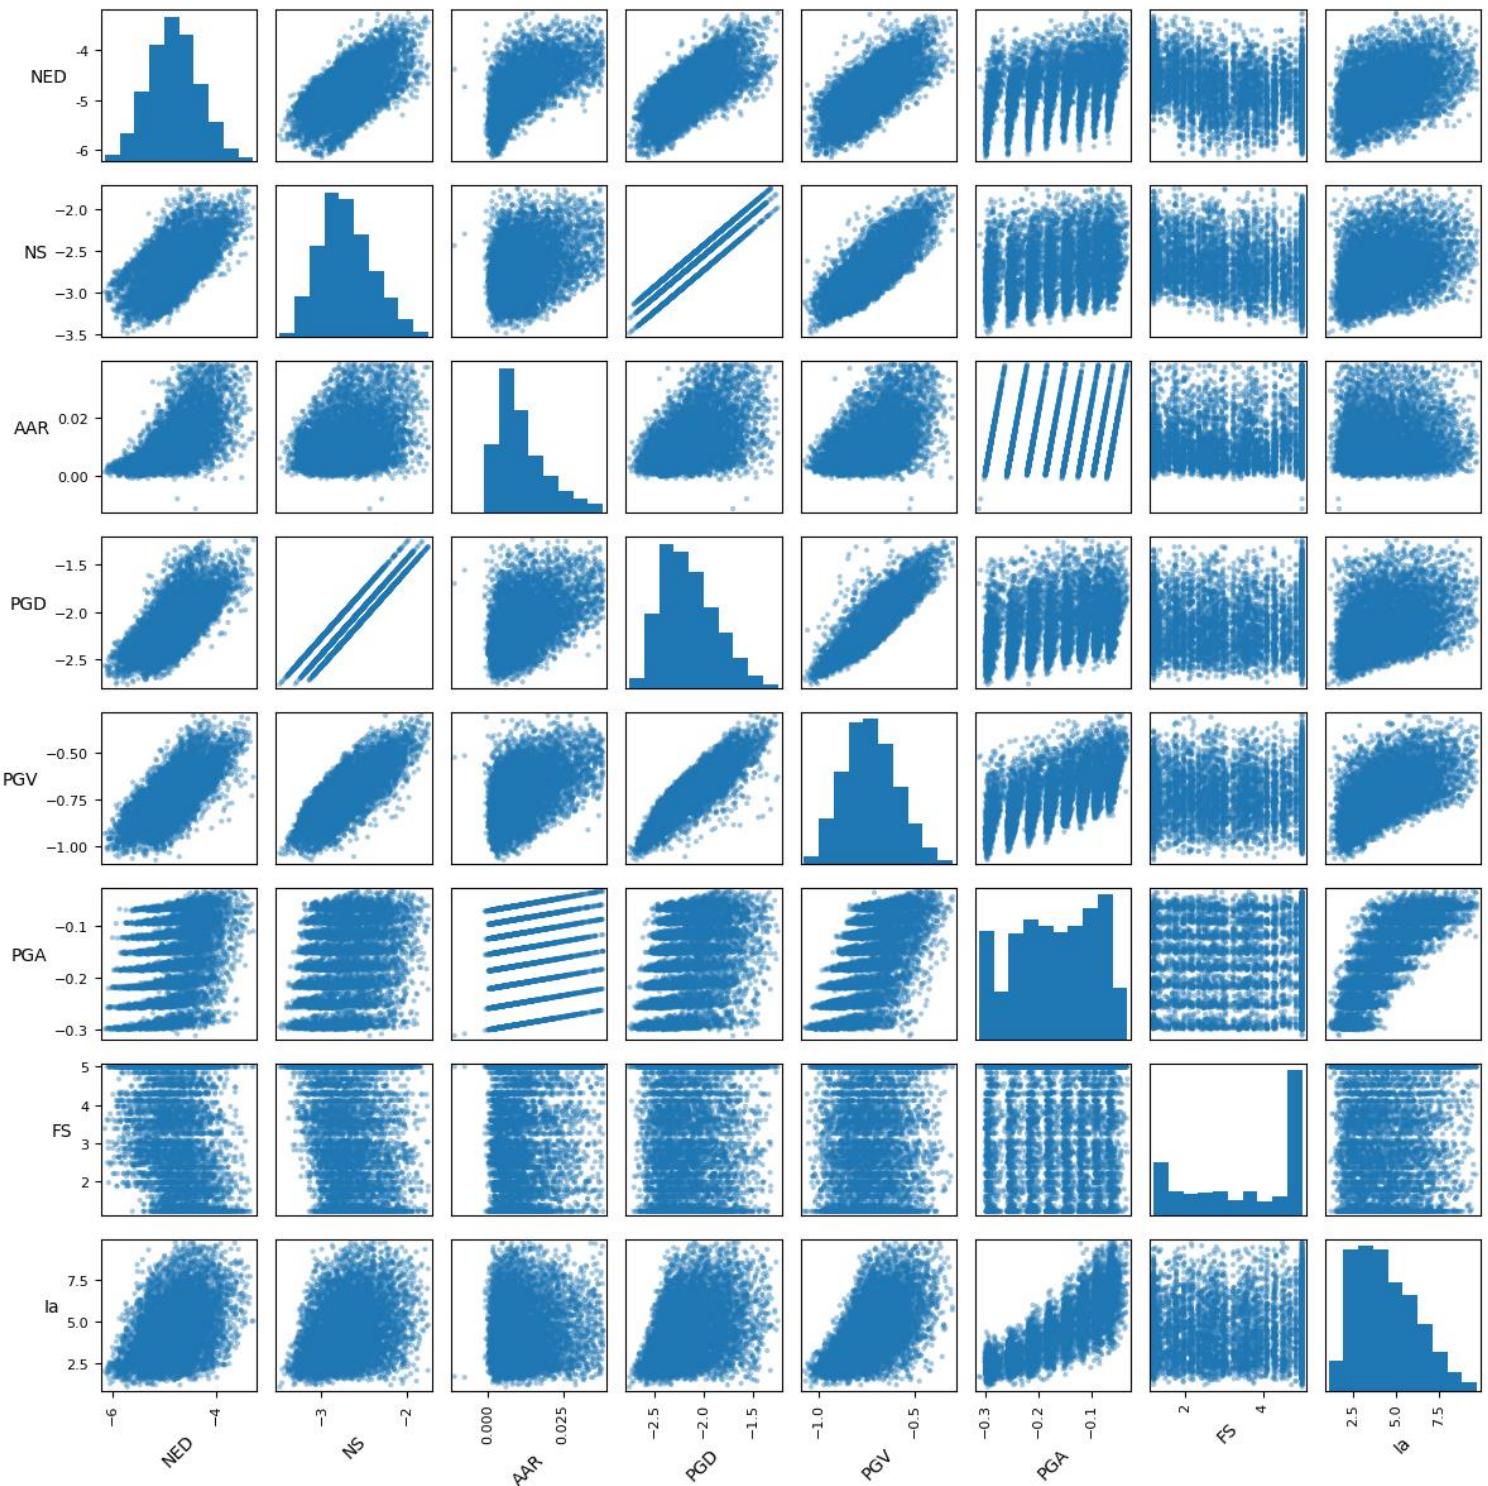 NED
-4
-5
-6
NS
−2.0
−2.5
−3.0
−3.5
AAR
0.02
0.00
PGD
−1.5
−2.0
−2.5
PGV
−0.50
−0.75
−1.00
PGA
−0.1
−0.2
−0.3
FS
5
4
3
2
Ia
7.5
5.0
2.5
−6 −4 −3 −2 0.000 0.025 −2.5 −2.0 −1.5 −1.0 −0.5 −0.3 −0.2 −0.1 2 4 2.5 5.0 7.5
NED NS AAR PGD PGV PGA FS Ia